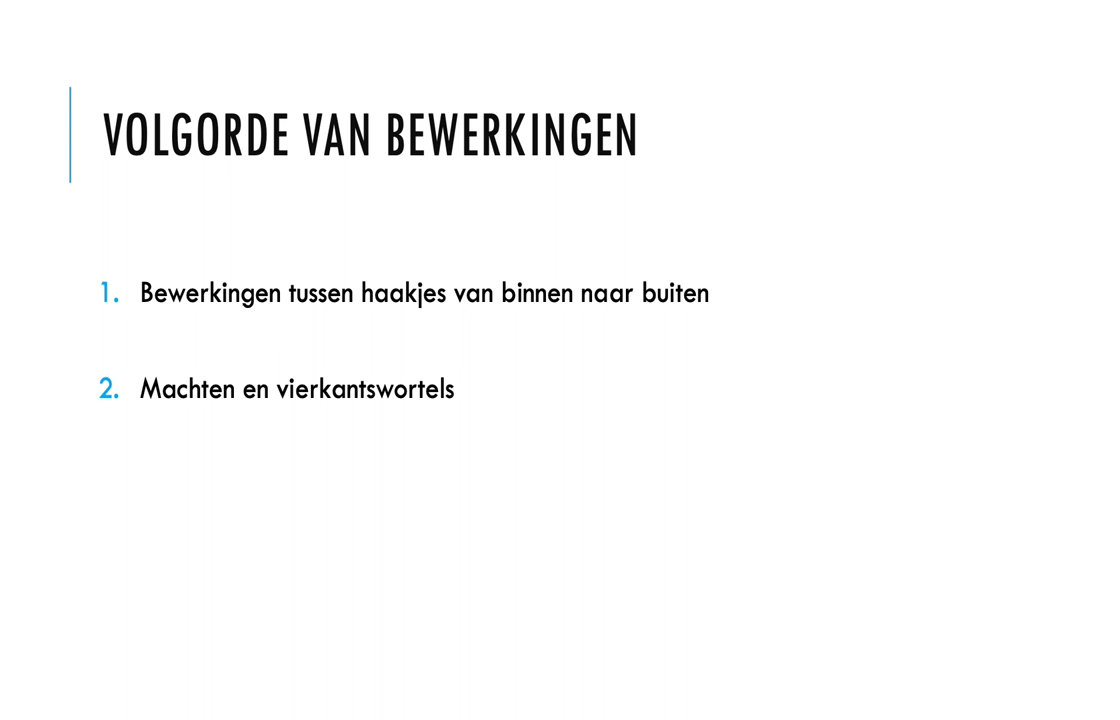 VOLGORDE VAN BEWERKINGEN
1. Bewerkingen tussen haakjes van binnen naar buiten
2. Machten en vierkantswortels